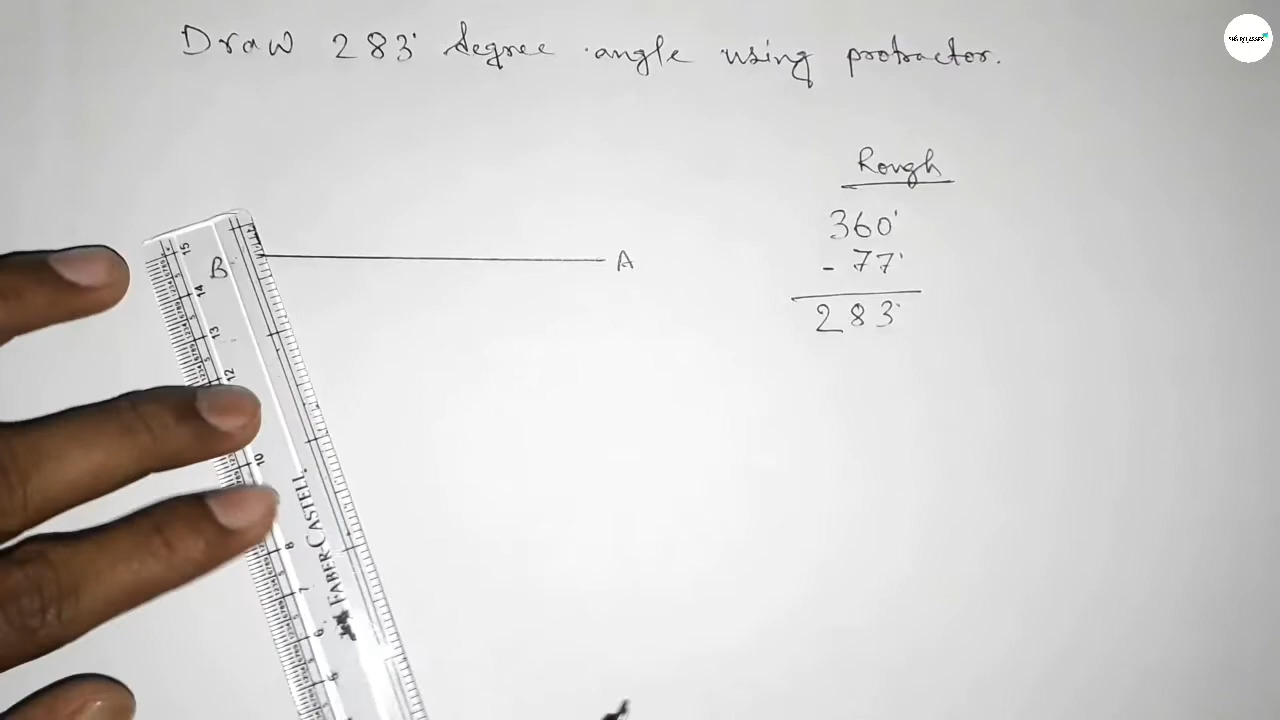 Draw 283° degree angle using protractor.
Rough
360°
B
A
- 77°
283°
15
14
13
12
10
8
7
6
FABER CASTELL